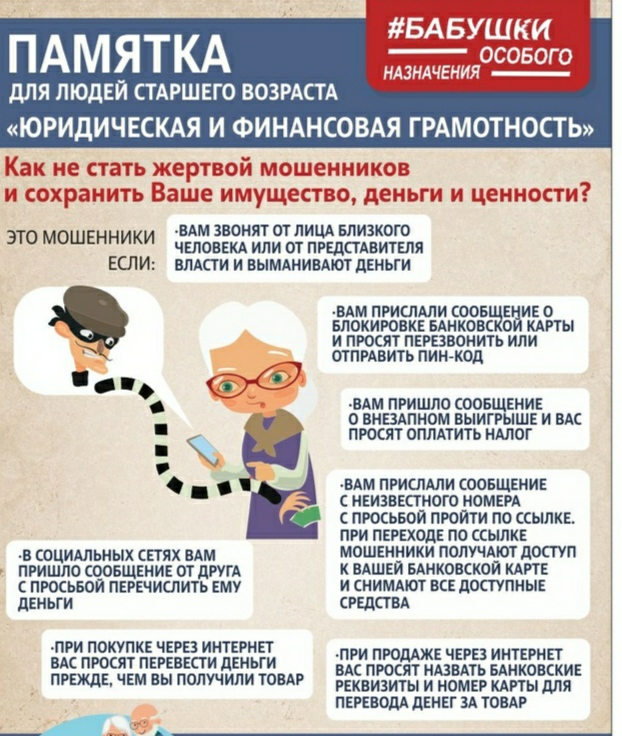 #БАБУШКИ
ОСОБОГО
НАЗНАЧЕНИЯ
ПАМЯТКА
ДЛЯ ЛЮДЕЙ СТАРШЕГО ВОЗРАСТА
«ЮРИДИЧЕСКАЯ И ФИНАНСОВАЯ ГРАМОТНОСТЬ»
Как не стать жертвой мошенников
и сохранить Ваше имущество, деньги и ценности?
ЭТО МОШЕННИКИ
ЕСЛИ:
·ВАМ ЗВОНЯТ ОТ ЛИЦА БЛИЗКОГО
ЧЕЛОВЕКА ИЛИ ОТ ПРЕДСТАВИТЕЛЯ
ВЛАСТИ И ВЫМАНИВАЮТ ДЕНЬГИ
·ВАМ ПРИСЛАЛИ СООБЩЕНИЕ О
БЛОКИРОВКЕ БАНКОВСКОЙ КАРТЫ
И ПРОСЯТ ПЕРЕЗВОНИТЬ ИЛИ
ОТПРАВИТЬ ПИН-КОД
·ВАМ ПРИШЛО СООБЩЕНИЕ
О ВНЕЗАПНОМ ВЫИГРЫШЕ И ВАС
ПРОСЯТ ОПЛАТИТЬ НАЛОГ
·ВАМ ПРИСЛАЛИ СООБЩЕНИЕ
С НЕИЗВЕСТНОГО НОМЕРА
С ПРОСЬБОЙ ПРОЙТИ ПО ССЫЛКЕ.
ПРИ ПЕРЕХОДЕ ПО ССЫЛКЕ
МОШЕННИКИ ПОЛУЧАЮТ ДОСТУП
К ВАШЕЙ БАНКОВСКОЙ КАРТЕ
И СНИМАЮТ ВСЕ ДОСТУПНЫЕ
СРЕДСТВА
·В СОЦИАЛЬНЫХ СЕТЯХ ВАМ
ПРИШЛО СООБЩЕНИЕ ОТ ДРУГА
С ПРОСЬБОЙ ПЕРЕЧИСЛИТЬ ЕМУ
ДЕНЬГИ
·ПРИ ПОКУПКЕ ЧЕРЕЗ ИНТЕРНЕТ
ВАС ПРОСЯТ ПЕРЕВЕСТИ ДЕНЬГИ
ПРЕЖДЕ, ЧЕМ ВЫ ПОЛУЧИЛИ ТОВАР
·ПРИ ПРОДАЖЕ ЧЕРЕЗ ИНТЕРНЕТ
ВАС ПРОСЯТ НАЗВАТЬ БАНКОВСКИЕ
РЕКВИЗИТЫ И НОМЕР КАРТЫ ДЛЯ
ПЕРЕВОДА ДЕНЕГ ЗА ТОВАР